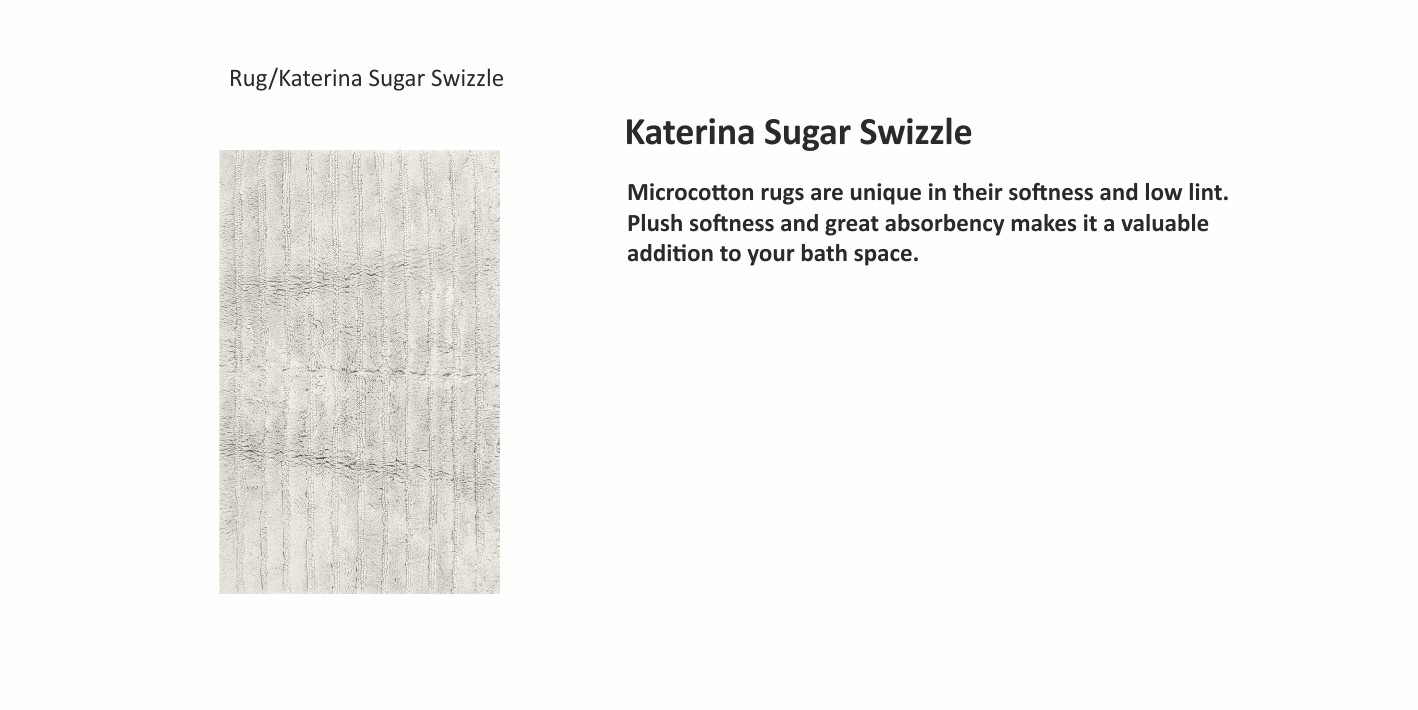 Rug/Katerina Sugar Swizzle
Katerina Sugar Swizzle
Microcotton rugs are unique in their softness and low lint.
Plush softness and great absorbency makes it a valuable
addition to your bath space.